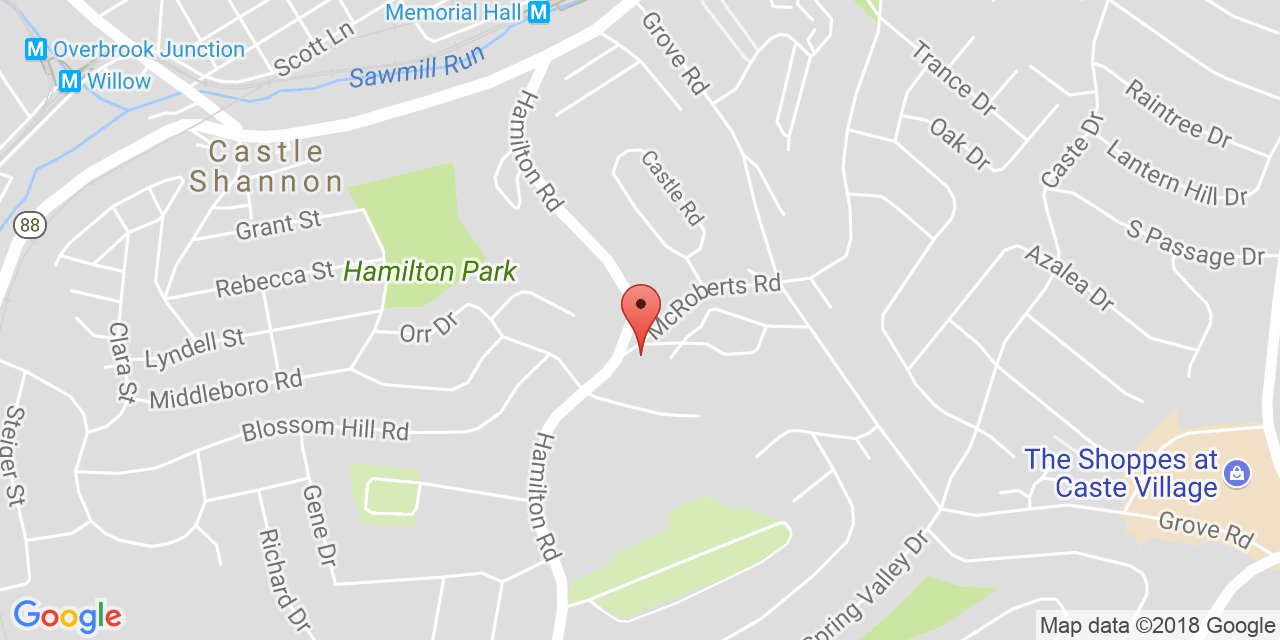 Memorial Hall M
M Overbrook Junction
M Willow
Scott Ln
Sawmill Run
Grove Rd
Trance Dr
Raintree Dr
Hamilton Rd
Oak Dr
Caste Dr
Lantern Hill Dr
Castle
Shannon
Castle Rd
88
Grant St
S Passage Dr
Rebecca St
Hamilton Park
McRoberts Rd
Azalea Dr
Clara St
Lyndell St
Orr Dr
Middleboro Rd
Steiger St
Blossom Hill Rd
Hamilton Rd
The Shoppes at
Caste Village
Gene Dr
Richard Dr
Grove Rd
Spring Valley Dr
Google
Map data ©2018 Google